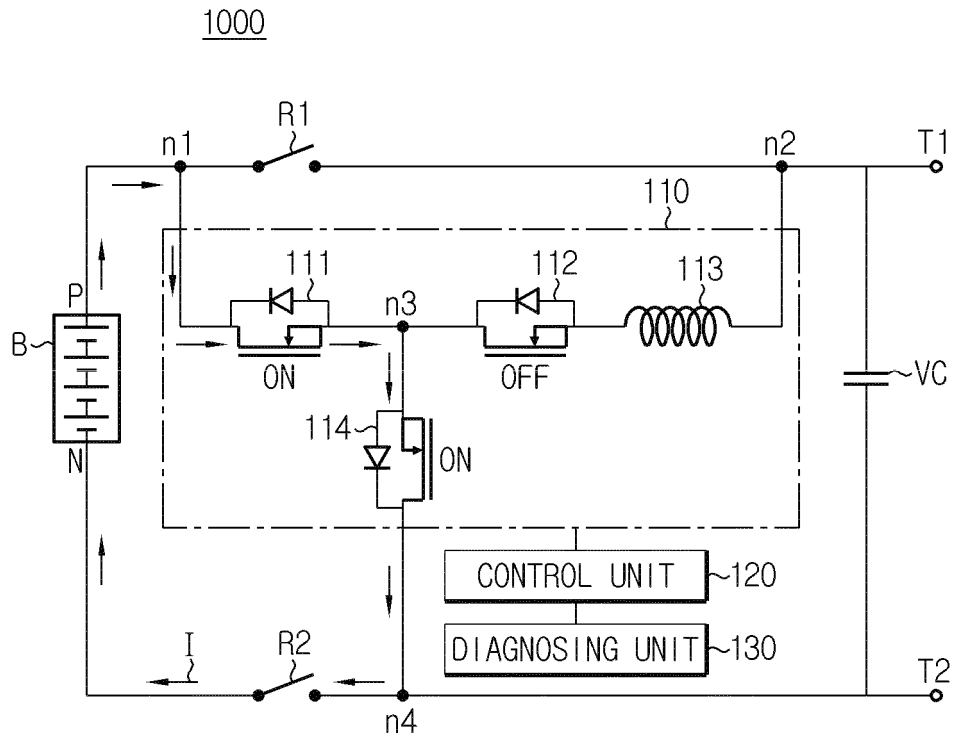 1000
R1
n1
n2
T1
110
111
112
113
n3
P
B
ON
OFF
VC
114
ON
N
CONTROL UNIT
120
DIAGNOSING UNIT
130
I
R2
T2
n4